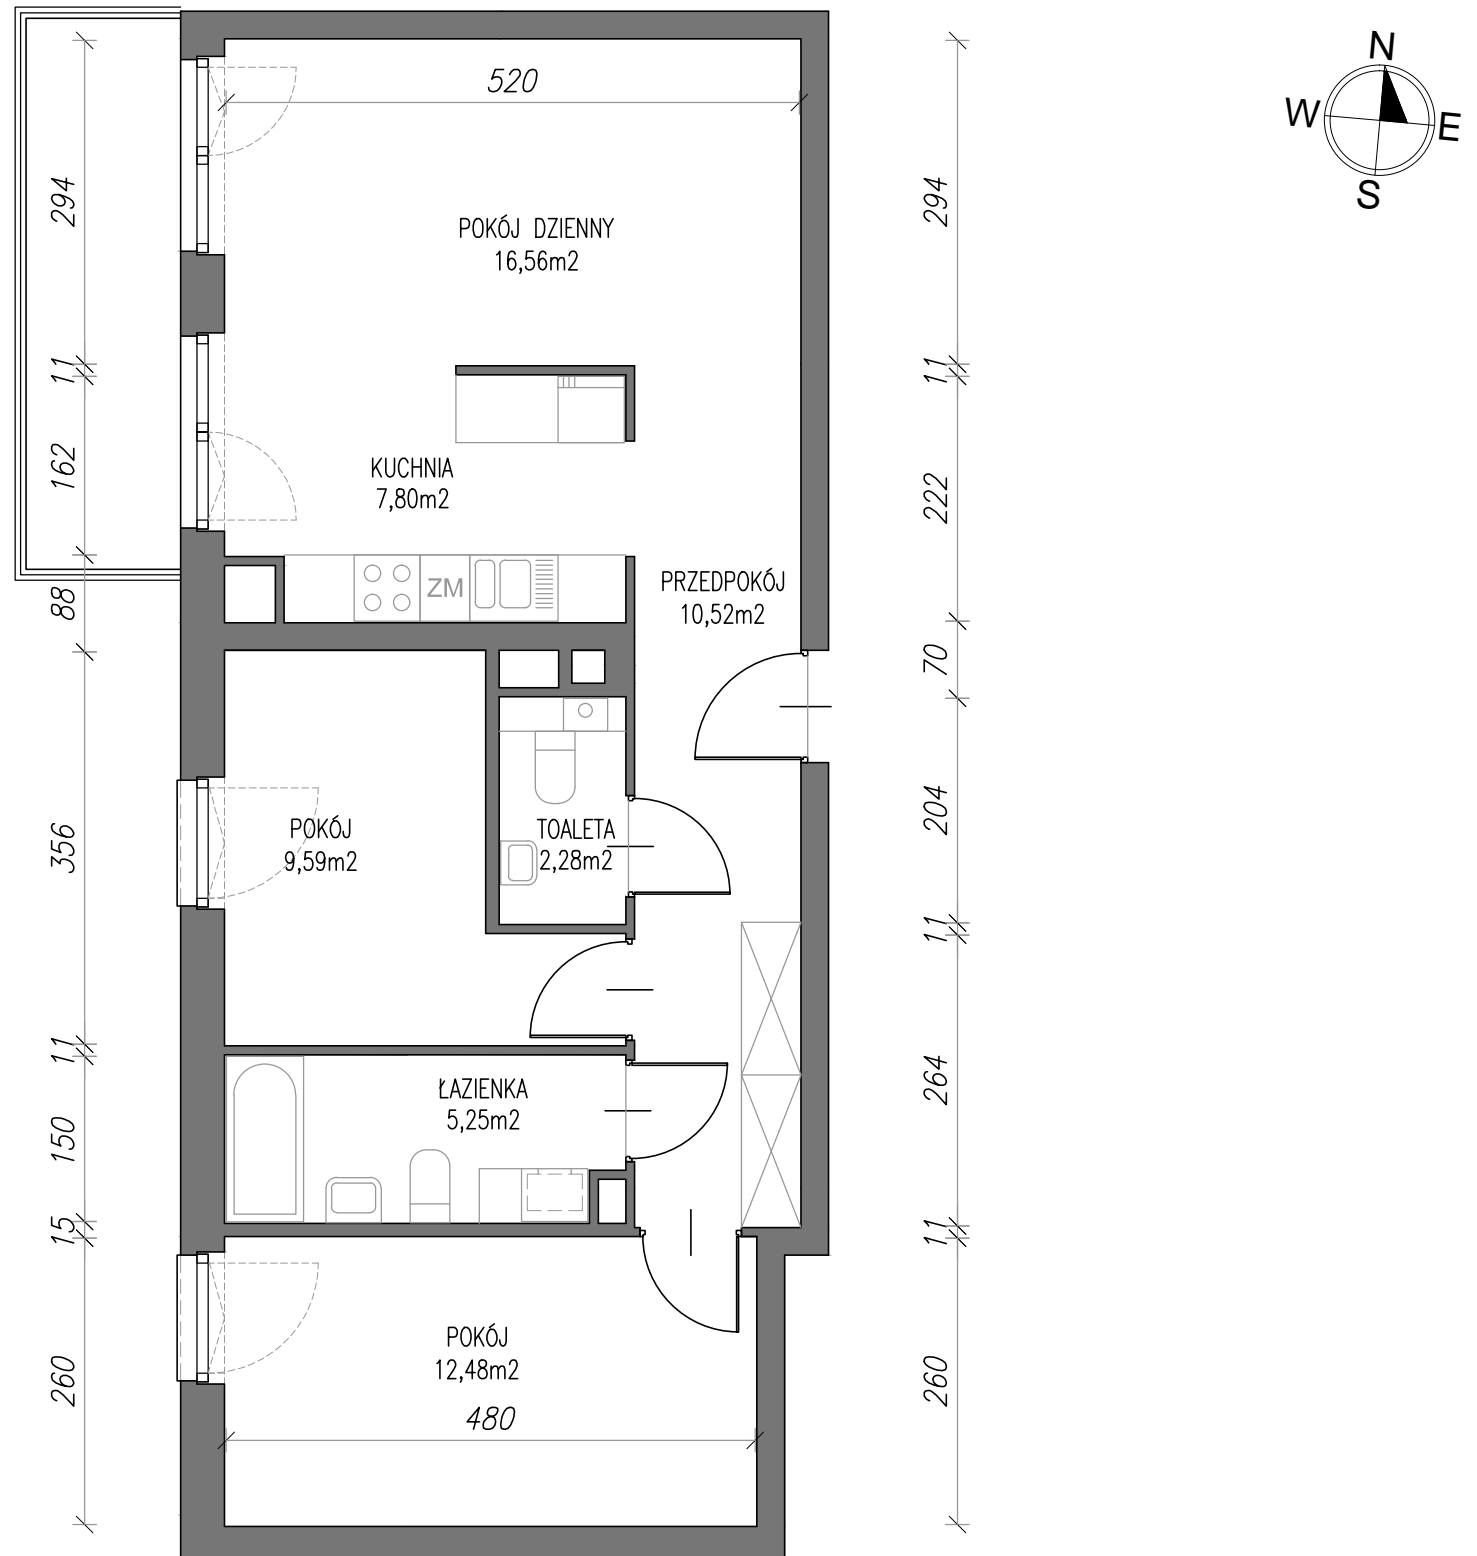 N
W
E
S
520
294
294
POKÓJ DZIENNY
16,56m2
11
11
162
222
KUCHNIA
7,80m2
88
ZM
PRZEDPOKÓJ
10,52m2
70
356
204
POKÓJ
9,59m2
TOALETA
2,28m2
11
11
264
150
ŁAZIENKA
5,25m2
15
11
260
260
POKÓJ
12,48m2
480